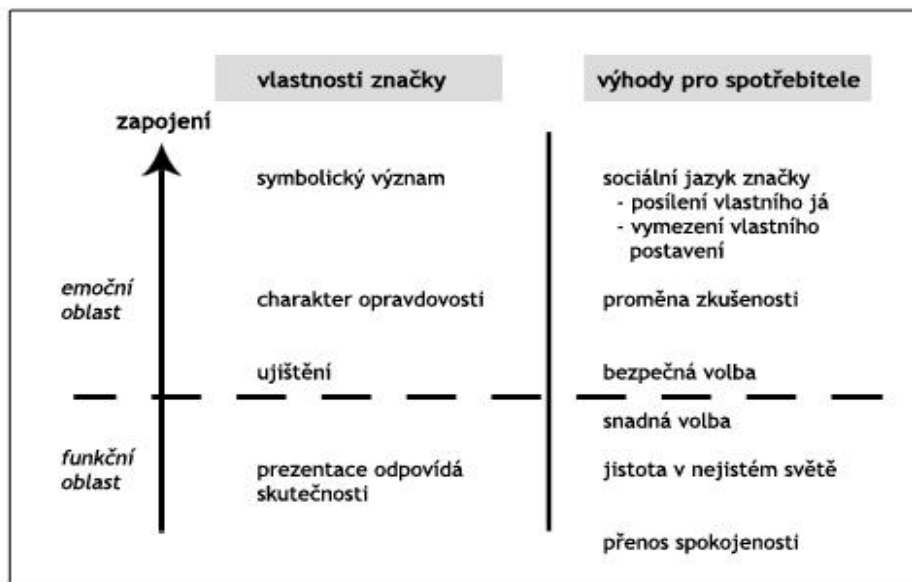 vlastnosti značky
výhody pro spotřebitele
zapojení
symbolický význam
sociální jazyk značky
- posílení vlastního já
- vymezení vlastního
postavení
emoční
oblast
charakter opravdovosti
proměna zkušenosti
ujištění
bezpečná volba
snadná volba
funkční
oblast
prezentace odpovídá
skutečnosti
jistota v nejistém světě
přenos spokojenosti